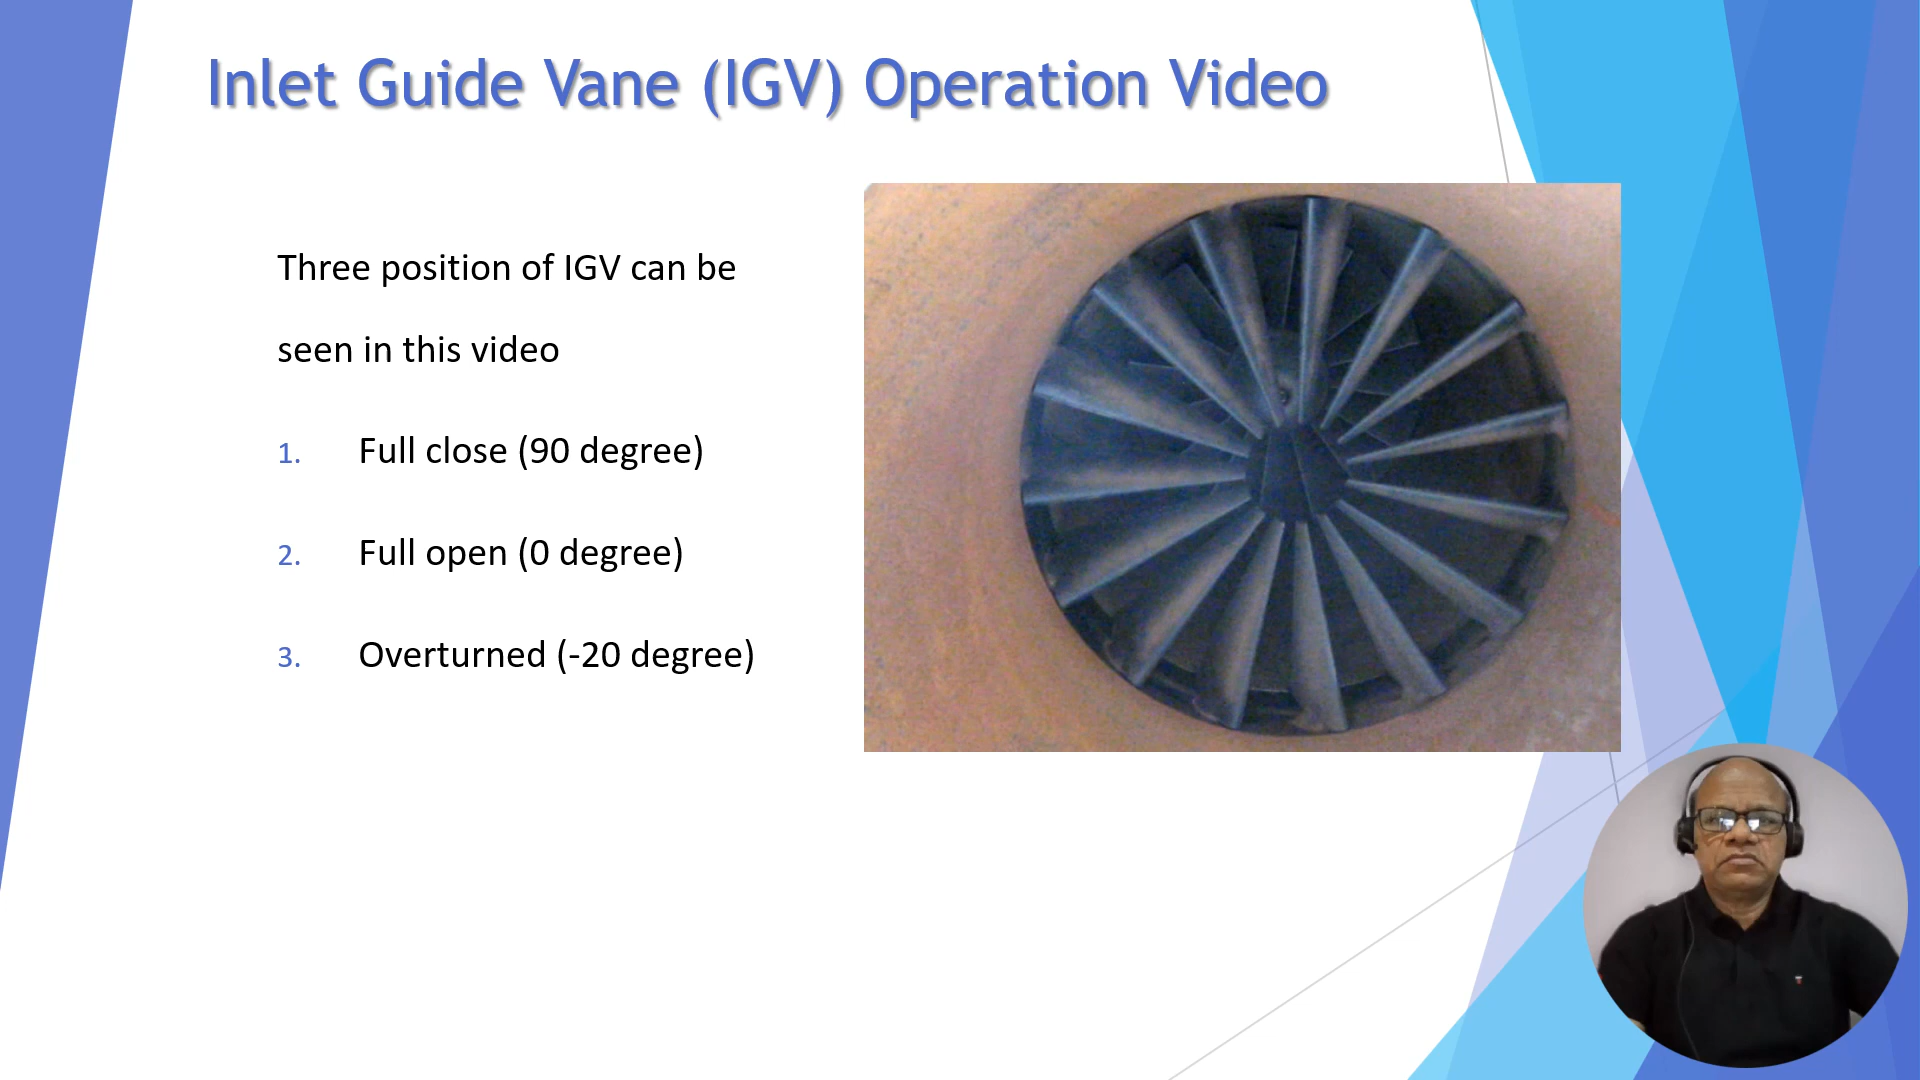 Inlet Guide Vane (IGV) Operation Video
Three position of IGV can be
seen in this video
1. Full close (90 degree)
2. Full open (0 degree)
3. Overturned (-20 degree)